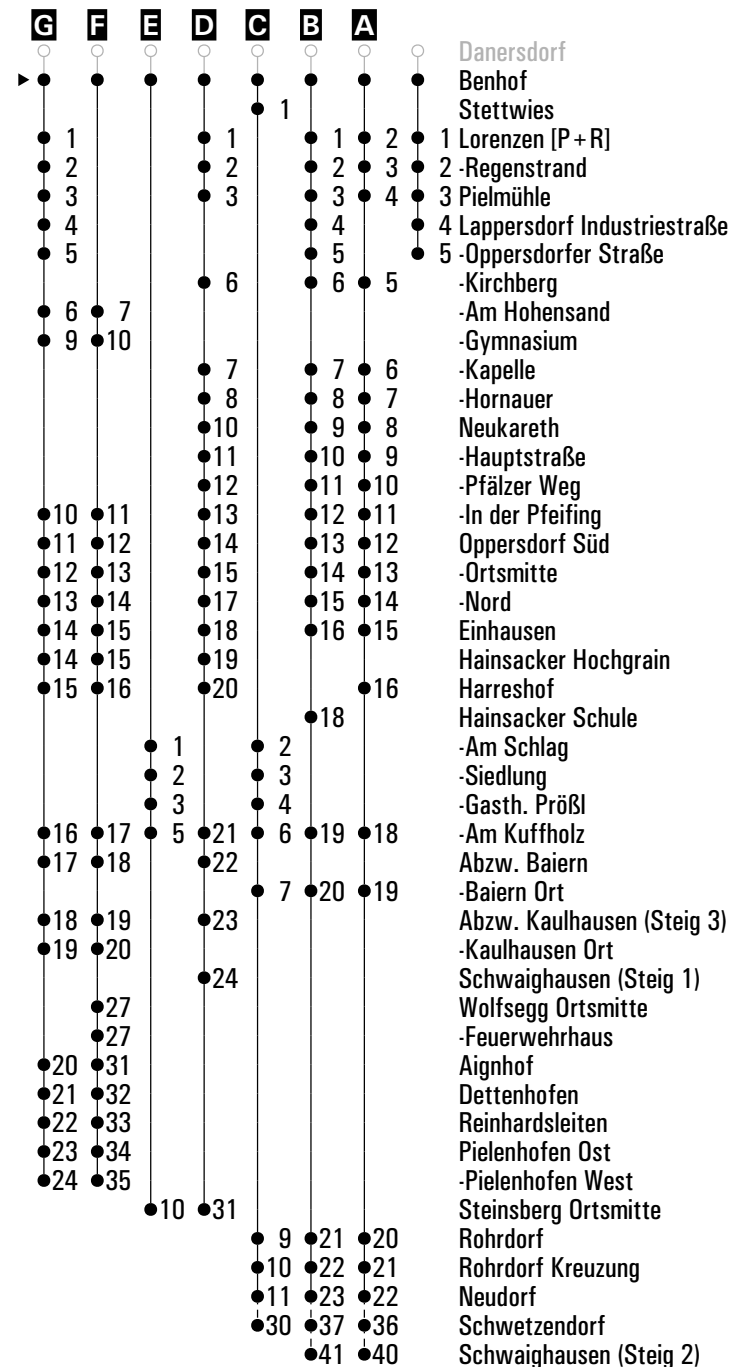 G F E D C B A
Danersdorf
Benhof
1 Stettwies
1 1 1 2 1 Lorenzen [P+R]
2 2 2 3 2 -Regenstrand
3 3 3 4 3 Pielmühle
4 4 4 Lappersdorf Industriestraße
5 5 5 -Oppersdorfer Straße
6 6 5 -Kirchberg
6 7 -Am Hohensand
9 10 -Gymnasium
7 7 6 -Kapelle
8 8 7 -Hornauer
10 9 8 Neukareth
11 10 9 -Hauptstraße
12 11 10 -Pfälzer Weg
10 11 13 12 11 -In der Pfeifing
11 12 14 13 12 Oppersdorf Süd
12 13 15 14 13 -Ortsmitte
13 14 17 15 14 -Nord
14 15 18 16 15 Einhausen
14 15 19 Hainsacker Hochgrain
15 16 20 16 Harreshof
18 Hainsacker Schule
1 2 -Am Schlag
2 3 -Siedlung
3 4 -Gasth. Prößl
16 17 5 21 6 19 18 -Am Kuffholz
17 18 22 Abzw. Baiern
7 20 19 -Baiern Ort
18 19 23 Abzw. Kaulhausen (Steig 3)
19 20 -Kaulhausen Ort
24 Schwaighausen (Steig 1)
27 Wolfsegg Ortsmitte
27 -Feuerwehrhaus
20 31 Aignhof
21 32 Dettenhofen
22 33 Reinhardsleiten
23 34 Pielenhofen Ost
24 35 -Pielenhofen West
10 31 Steinsberg Ortsmitte
9 21 20 Rohrdorf
10 22 21 Rohrdorf Kreuzung
11 23 22 Neudorf
30 37 36 Schwetzendorf
41 40 Schwaighausen (Steig 2)